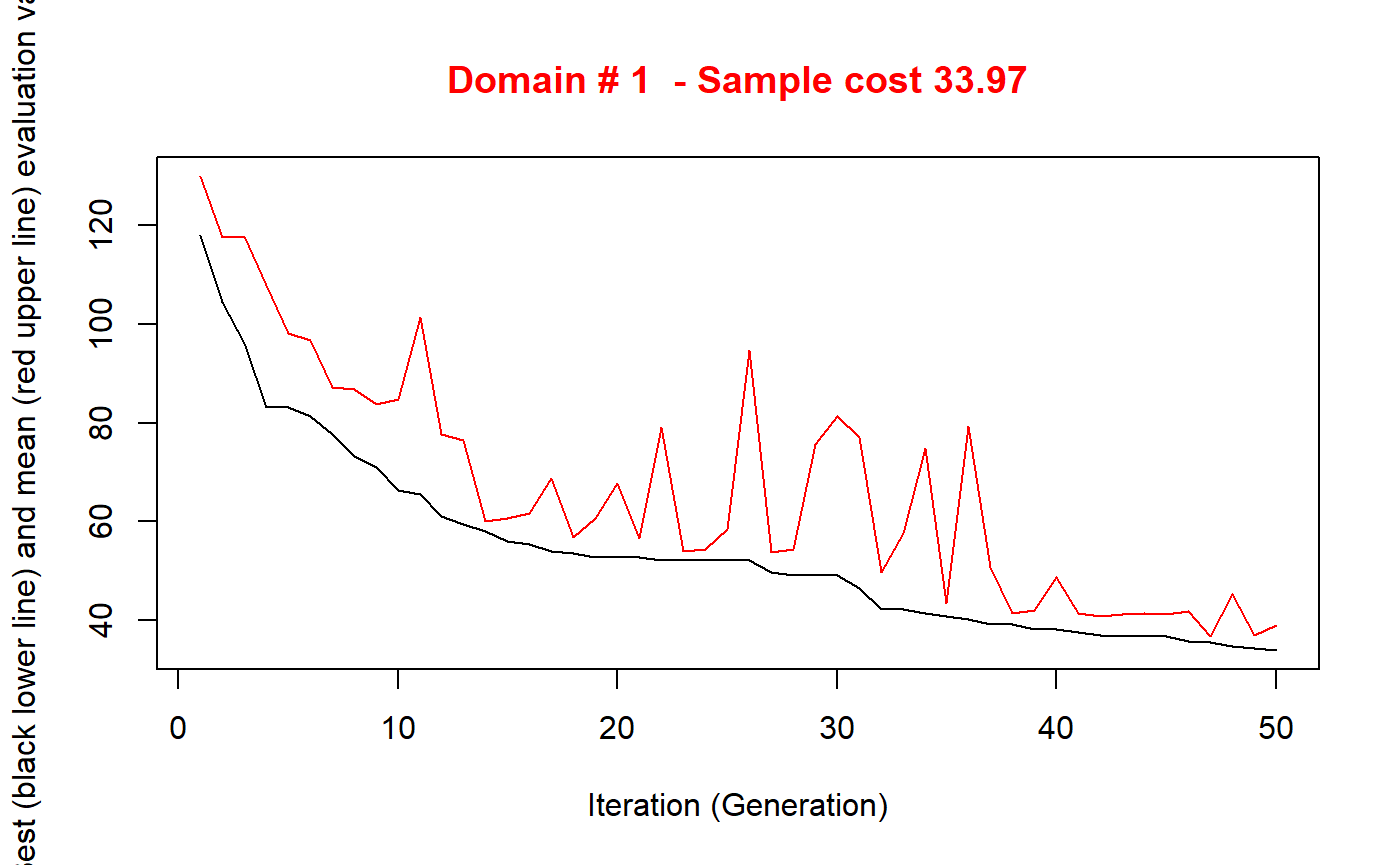 Domain # 1  - Sample cost 33.97
(black lower line) and mean (red upper line) evaluation
120
100
80
60
40
0 10 20 30 40 50
Iteration (Generation)